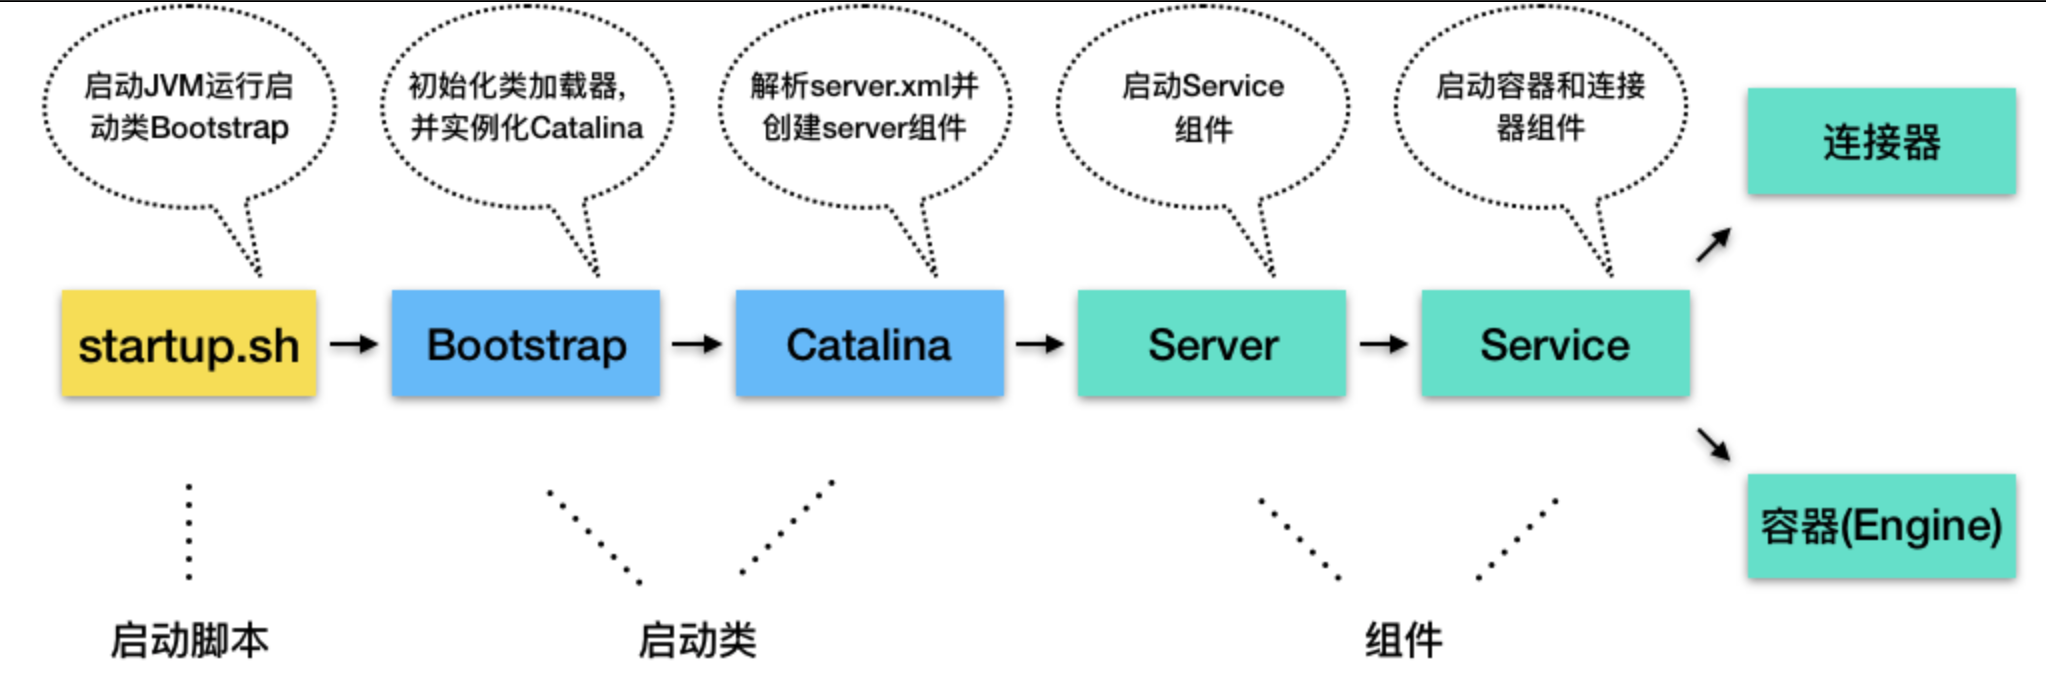 启动JVM运行启
动类Bootstrap
初始化类加载器,
并实例化Catalina
解析server.xml并
创建server组件
启动Service
组件
启动容器和连接
器组件
连接器
startup.sh
Bootstrap
Catalina
Server
Service
容器(Engine)
启动脚本
启动类
组件